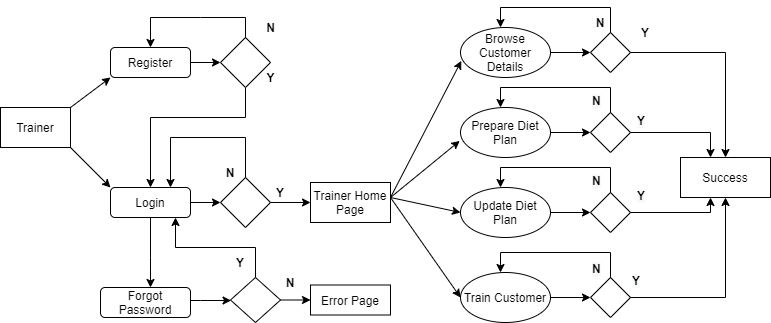 N
Register
Y
Trainer
N
Login
Y
Trainer Home
Page
Y
Forgot
Password
N
Error Page
N
Y
Browse
Customer
Details
N
Y
Prepare Diet
Plan
N
Y
Update Diet
Plan
N
Y
Train Customer
Success